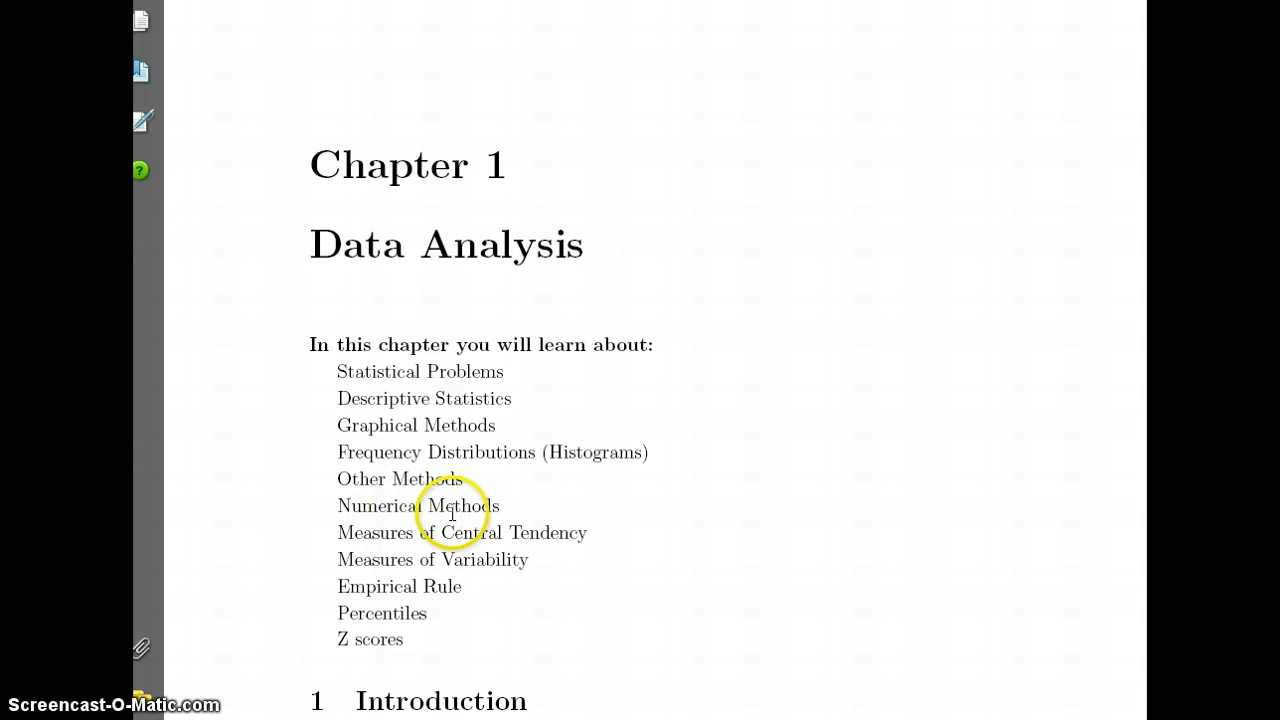 Chapter 1
Data Analysis
In this chapter you will learn about:
Statistical Problems
Descriptive Statistics
Graphical Methods
Frequency Distributions (Histograms)
Other Methods
Numerical Methods
Measures of Central Tendency
Measures of Variability
Empirical Rule
Percentiles
Z scores
1 Introduction
Screencast-O-Matic.com